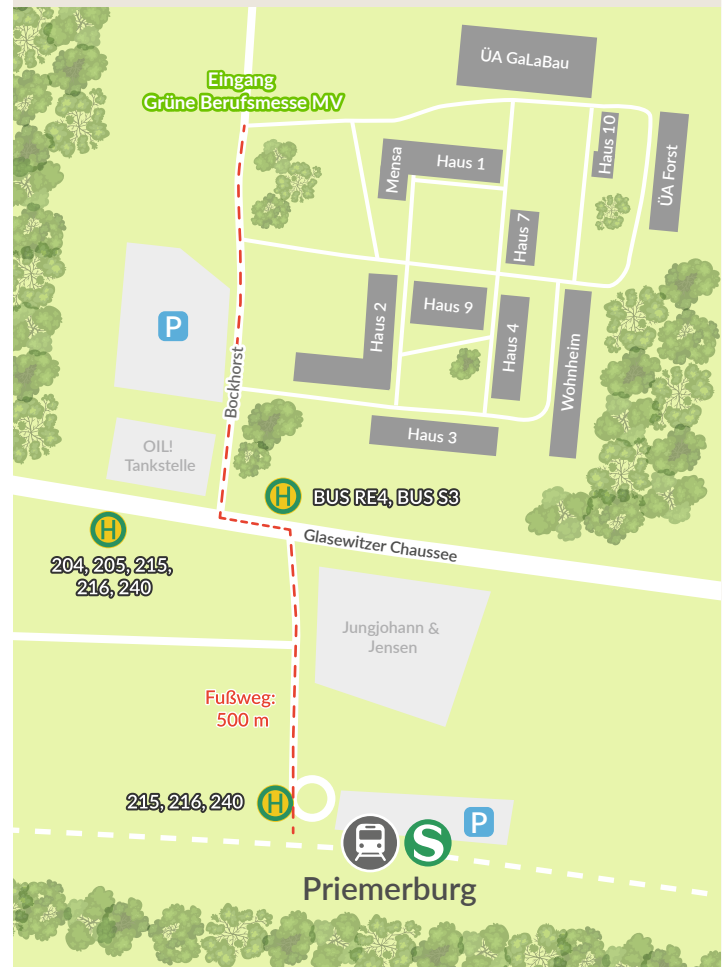 ÜA GaLaBau
Eingang
Grüne Berufsmesse MV
Haus 10
Mensa
Haus 1
ÜA Forst
Haus 7
P
Haus 2
Haus 9
Haus 4
Wohnheim
Bockhorst
Haus 3
OIL!
Tankstelle
H
BUS RE4, BUS S3
H
204, 205, 215,
216, 240
Glasewitzer Chaussee
Jungjohann &
Jensen
Fußweg:
500 m
215, 216, 240
H
P
S
Priemerburg